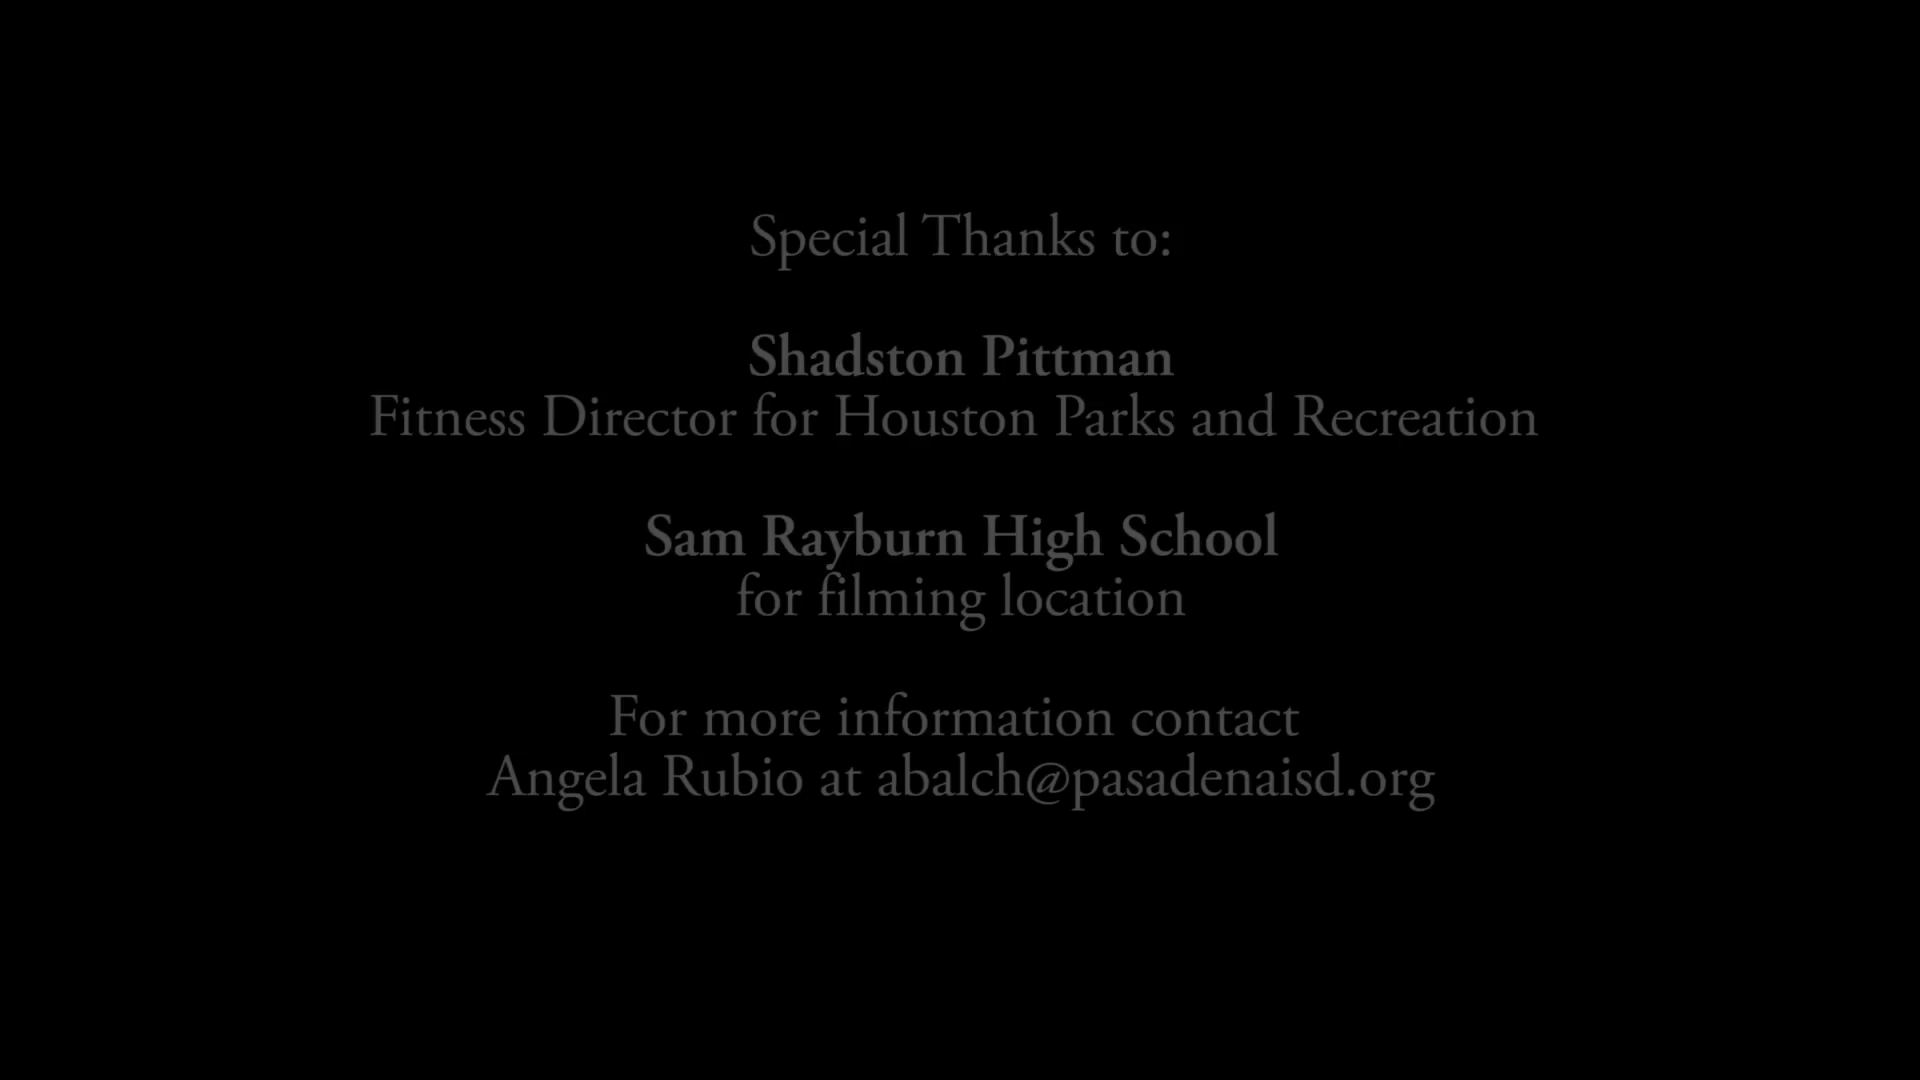 Special Thanks to:
Shadston Pittman
Fitness Director for Houston Parks and Recreation
Sam Rayburn High School
for filming location
For more information contact
Angela Rubio at abalch@pasadenaisd.org